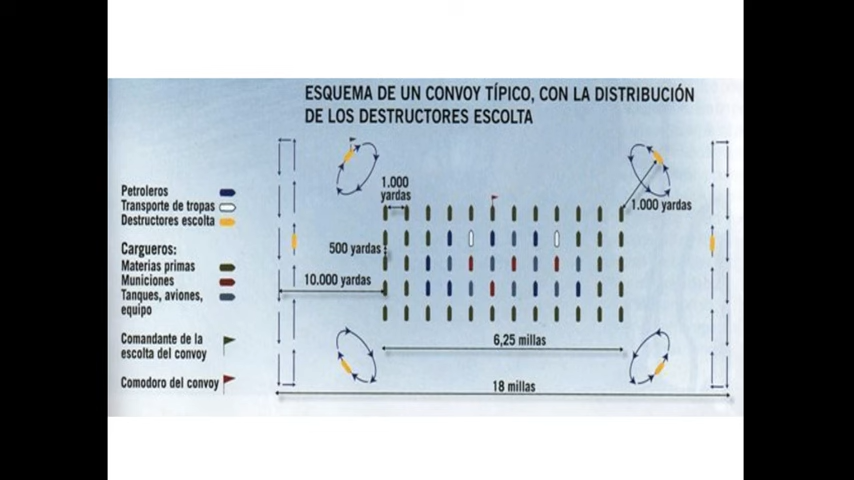 ESQUEMA DE UN CONVOY TÍPICO, CON LA DISTRIBUCIÓN
DE LOS DESTRUCTORES ESCOLTA
Petroleros
Transporte de tropas
Destructores escolta
Cargueros:
Materias primas
Municiones
Tanques, aviones,
equipo
Comandante de la
escolta del convoy
Comodoro del convoy
1.000
yardas
1.000 yardas
500 yardas
10.000 yardas
6,25 millas
18 millas